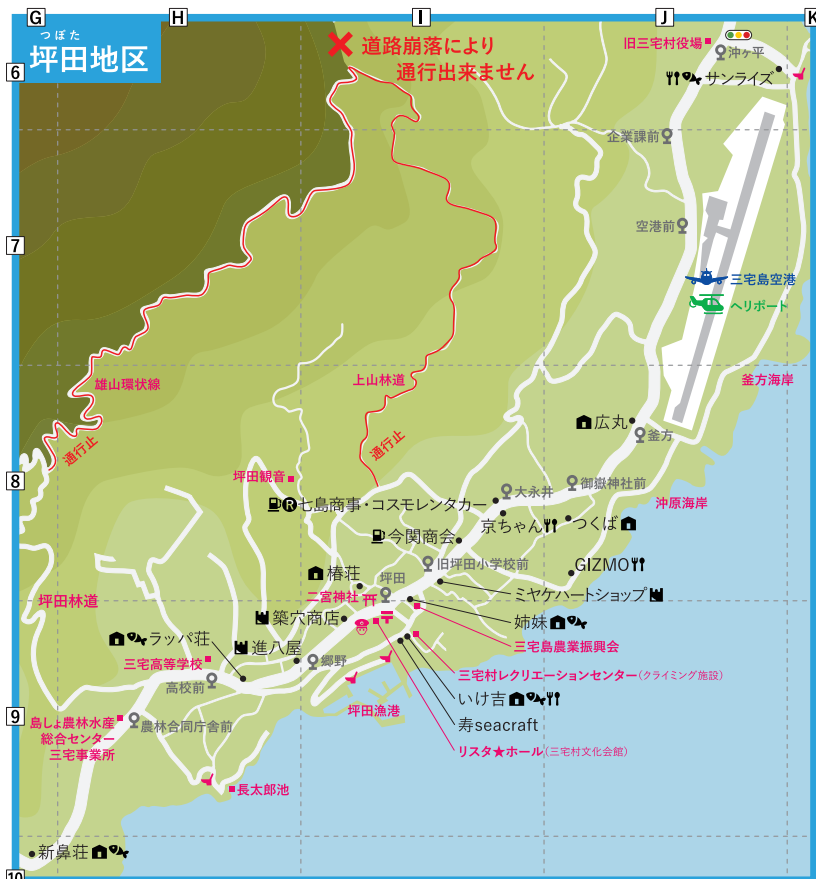 G
H
I
J
K
つぼた
坪田地区
道路崩落により
通行出来ません
旧三宅村役場
沖ヶ平
6
サンライズ
企業課前
空港前
7
三宅島空港
ヘリポート
雄山環状線
上山林道
釜方海岸
広丸
釜方
通行止
通行止
坪田観音
8
御嶽神社前
大永井
R
七島商事・コスモレンタカー
沖原海岸
京ちゃん
つくば
今関商会
旧坪田小学校前
GIZMO
椿荘
坪田
ミヤケハートショップ
坪田林道
二宮神社
築穴商店
姉妹
ラッパ荘
進八屋
三宅島農業振興会
三宅高等学校
郷野
三宅村レクリエーションセンター(クライミング施設)
高校前
いけ吉
坪田漁港
9
島しょ農林水産
総合センター
三宅事業所
農林合同庁舎前
寿seacraft
リスタ★ホール(三宅村文化会館)
長太郎池
新鼻荘
10